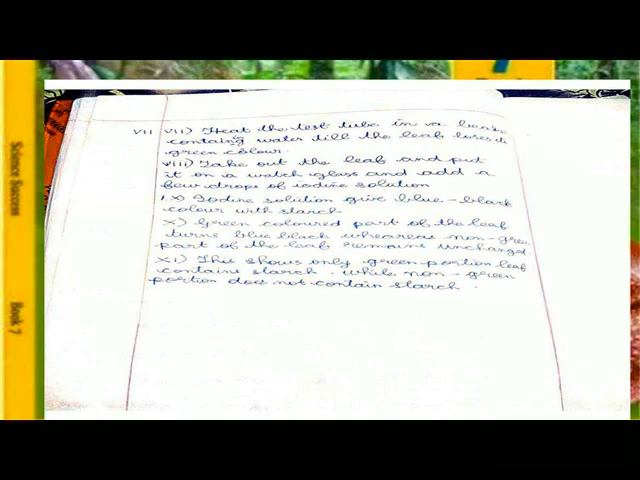 VII vii) Heat the test tube in a
containing water till the leaf loses
green colour.
viii) Take out the leaf and put
it on a watch glass and add a
few drops of iodine solution
ix) Iodine solution give blue-black
colour with starch
x) Green coloured part of the leaf
turns blue black wheareas non-green
part of the leaf remains unchanged
xi) This shows only green portion leaf
contains starch. while non-green
portion does not contain starch.
Science Success
Book 7
7